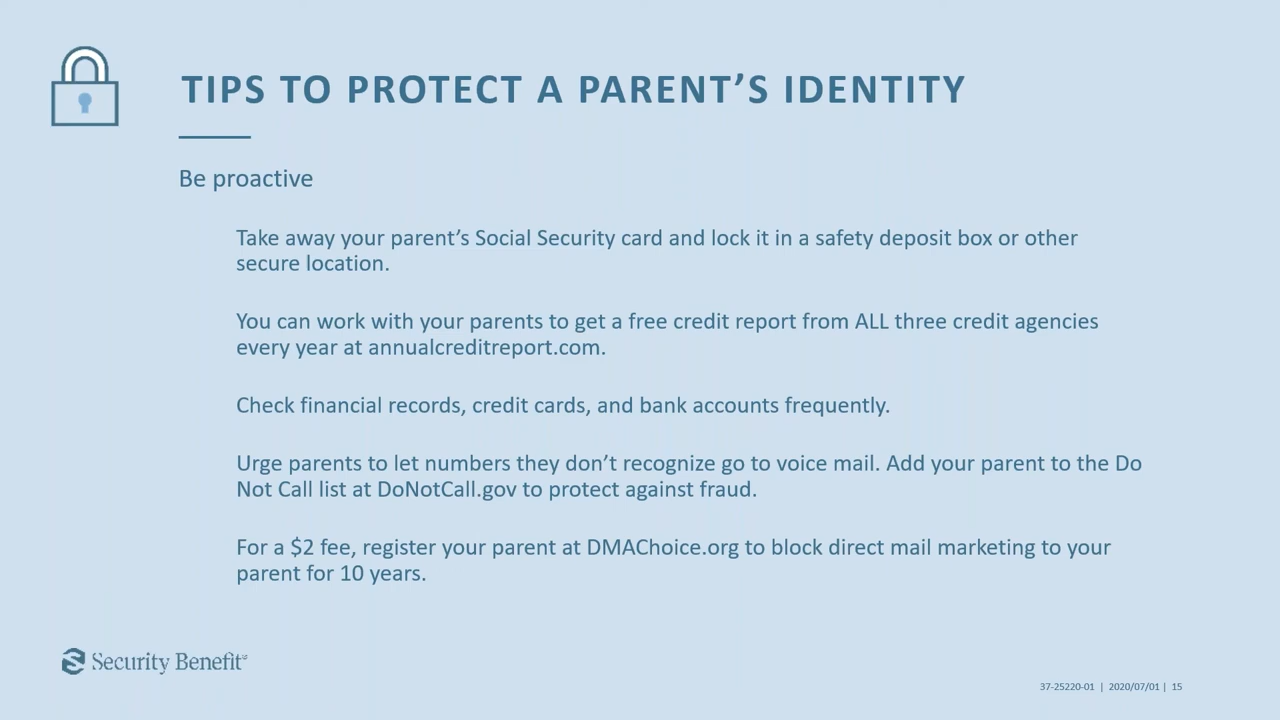 TIPS TO PROTECT A PARENT’S IDENTITY
Be proactive
Take away your parent’s Social Security card and lock it in a safety deposit box or other
secure location.
You can work with your parents to get a free credit report from ALL three credit agencies
every year at annualcreditreport.com.
Check financial records, credit cards, and bank accounts frequently.
Urge parents to let numbers they don’t recognize go to voice mail. Add your parent to the Do
Not Call list at DoNotCall.gov to protect against fraud.
For a $2 fee, register your parent at DMAChoice.org to block direct mail marketing to your
parent for 10 years.
Security Benefit
37-25220-01 | 2020/07/01 | 15